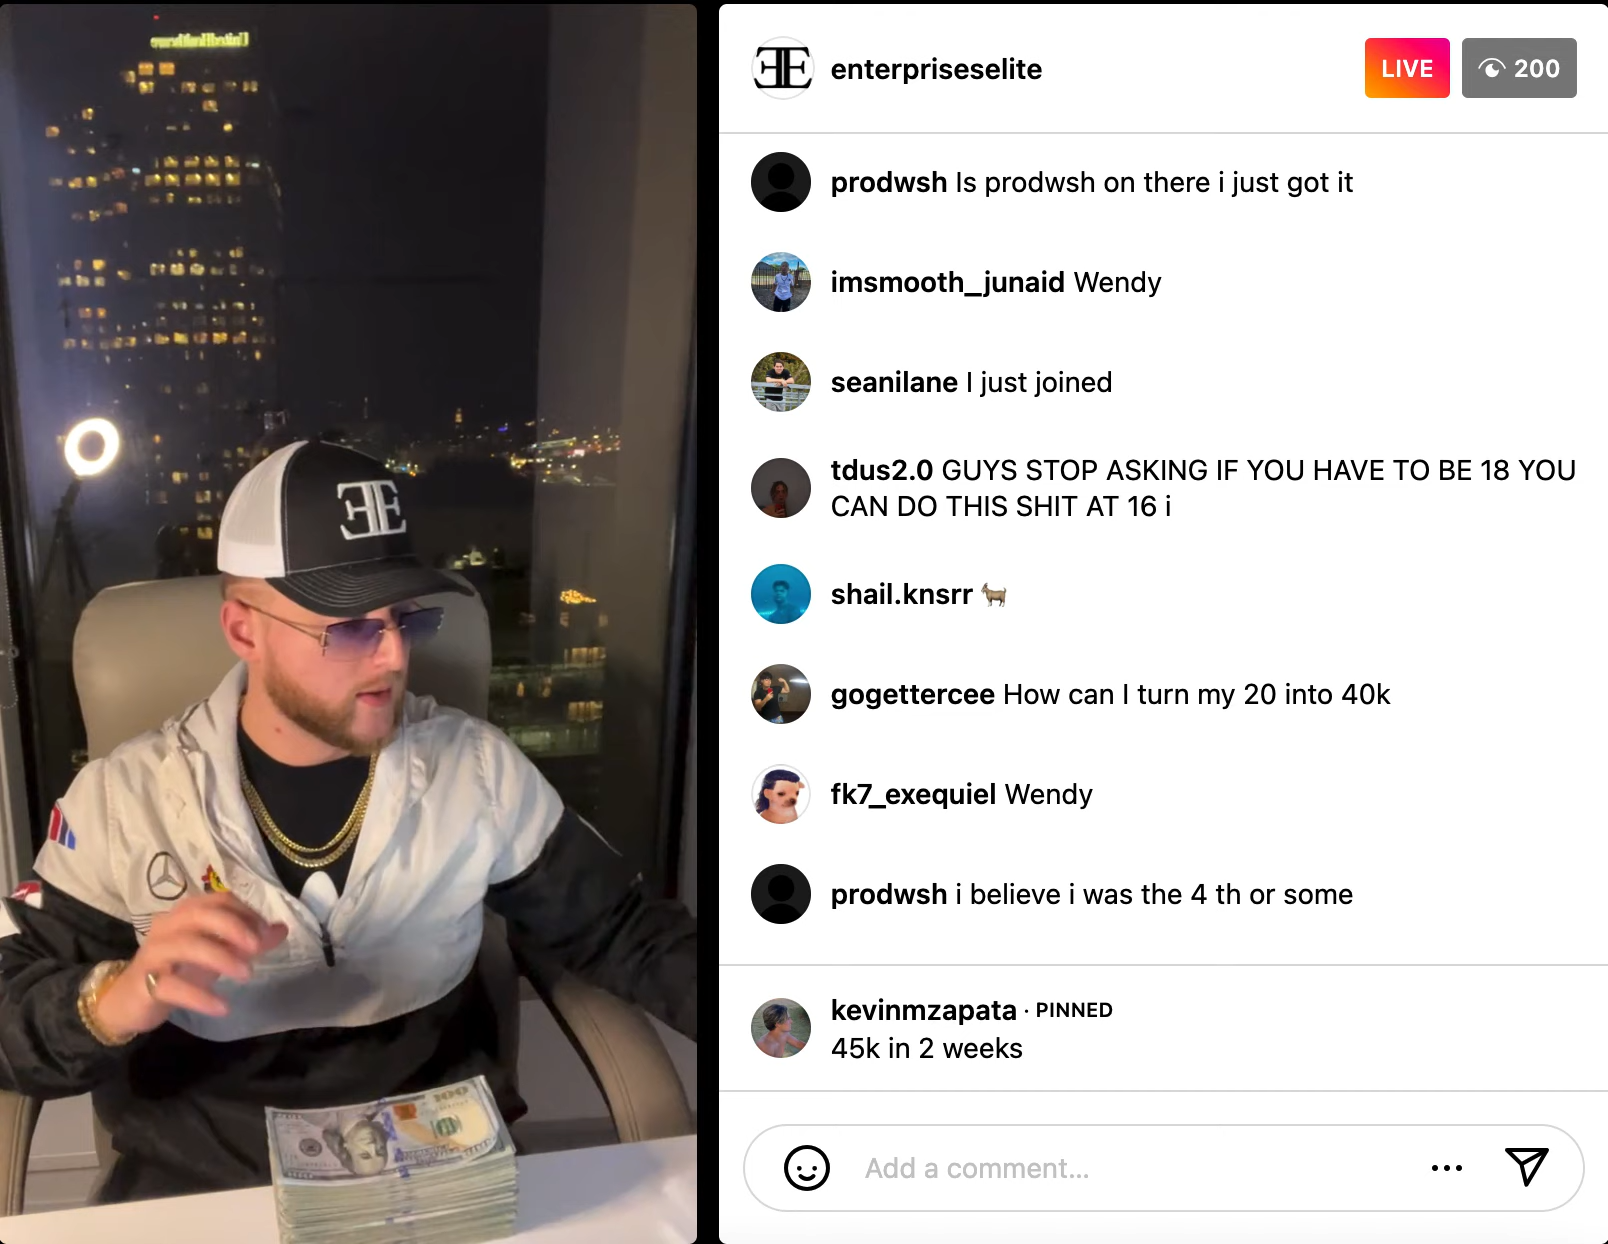 UnitedHealthcare
enterpriseselite
LIVE
200
prodwsh Is prodwsh on there i just got it
imsmooth_junaid Wendy
seanilane I just joined
tdus2.0 GUYS STOP ASKING IF YOU HAVE TO BE 18 YOU
CAN DO THIS SHIT AT 16 i
shail.knsrr 🐐
gogettercee How can I turn my 20 into 40k
fk7_exequiel Wendy
prodwsh i believe i was the 4 th or some
kevinmzapata · PINNED
45k in 2 weeks
Add a comment...
100